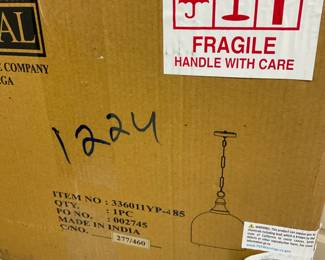 AL
COMPANY
GA
FRAGILE
HANDLE WITH CARE
1224
ITEM NO : 336011YP-485
QTY. : 1PC
PO NO. : 002745
MADE IN INDIA
C/NO. 277/460
WARNING: